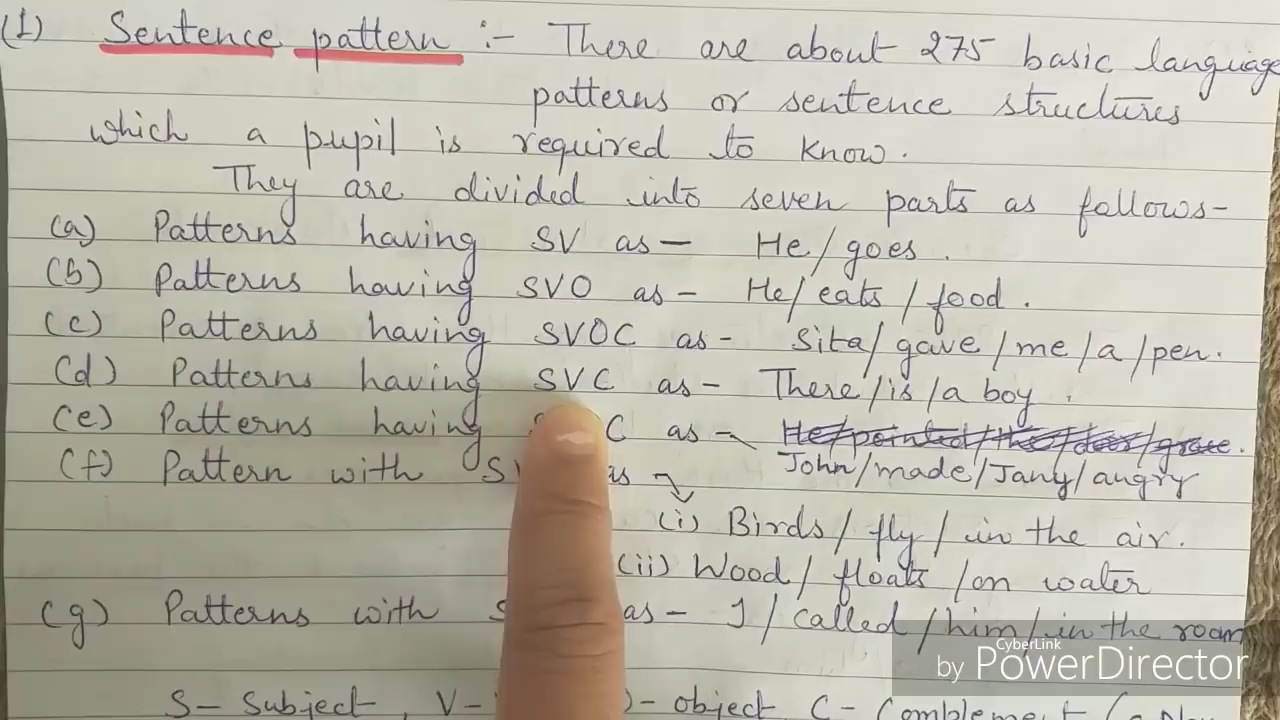 (1) Sentence pattern :- There are about 275 basic language
patterns or sentence structures
which a pupil is required to know.
They are divided into seven parts as follows-
(a) Patterns having SV as- He/goes.
(b) Patterns having SVO as- He/eats/food.
(c) Patterns having SVOC as- Sita/gave/me/a/pen.
(d) Patterns having SVC as- There/is/a boy.
(e) Patterns having C as- He/painted/the/door/
John/made/Jany/angry
(f) Pattern with S
(i) Birds/fly/in the air.
(ii) Wood/floats/on water
(g) Patterns with as- I/called/him/in the room
S- Subject, V- - object C- Complement
CyberLink
by PowerDirector